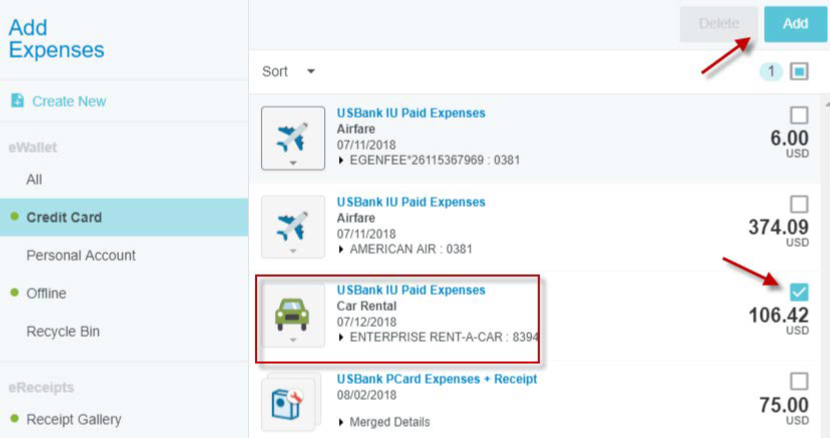 Add
Expenses
Create New
eWallet
All
Credit Card
Personal Account
Offline
Recycle Bin
eReceipts
Receipt Gallery
Delete
Add
Sort
1
USBank IU Paid Expenses
Airfare
07/11/2018
EGENFEE*26115367969 : 0381
6.00
USD
USBank IU Paid Expenses
Airfare
07/11/2018
AMERICAN AIR : 0381
374.09
USD
USBank IU Paid Expenses
Car Rental
07/12/2018
ENTERPRISE RENT-A-CAR : 8394
106.42
USD
USBank PCard Expenses + Receipt
08/02/2018
Merged Details
75.00
USD